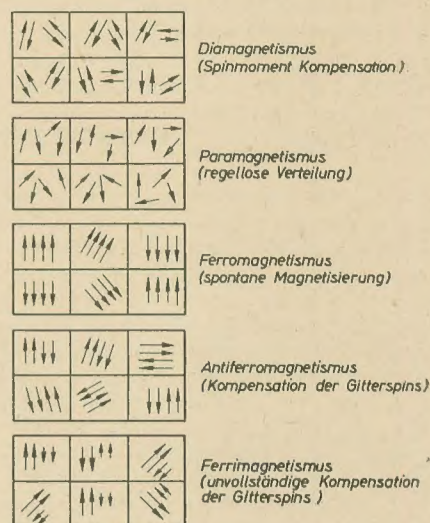 Diamagnetismus
(Spinmoment Kompensation)
Paramagnetismus
(regellose Verteilung)
Ferromagnetismus
(spontane Magnetisierung)
Antiferromagnetismus
(Kompensation der Gitterspins)
Ferrimagnetismus
(unvollständige Kompensation
der Gitterspins)